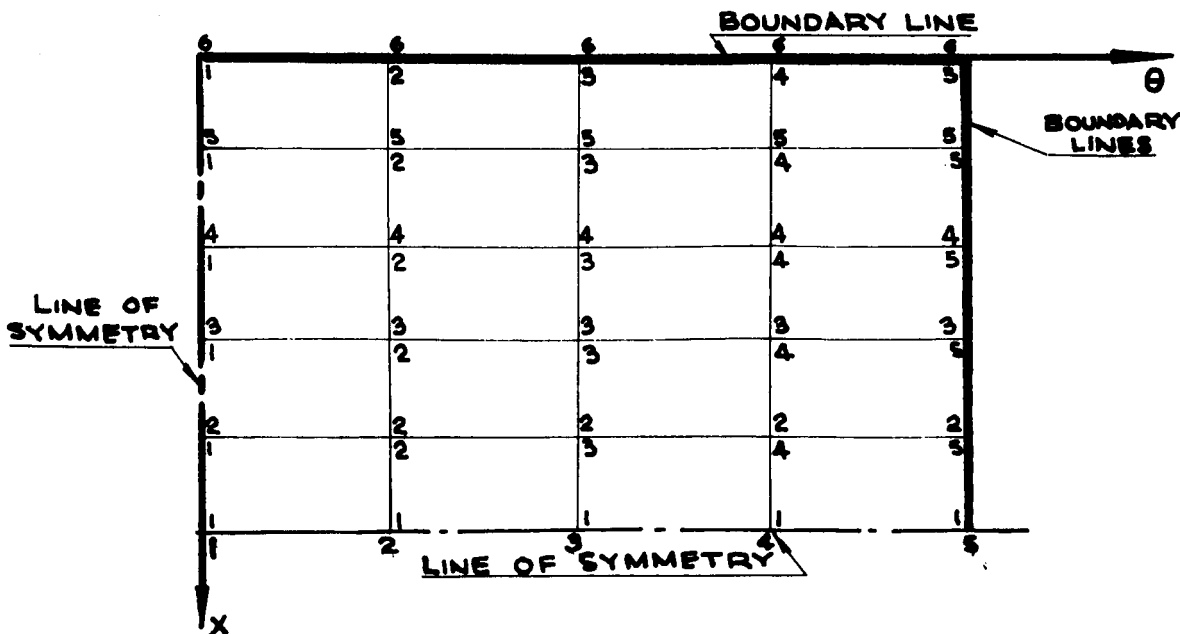 BOUNDARY LINE
6 6 6 6 6
1 2 3 4 5
θ
BOUNDARY
LINES
5 5 5 5 5
1 2 3 4 5
4 4 4 4 4
1 2 3 4 5
LINE OF
SYMMETRY
3 3 3 3 3
1 2 3 4 5
2 2 2 2 2
1 2 3 4 5
1 1 1 1 1
1 2 3 4 5
LINE OF SYMMETRY
X